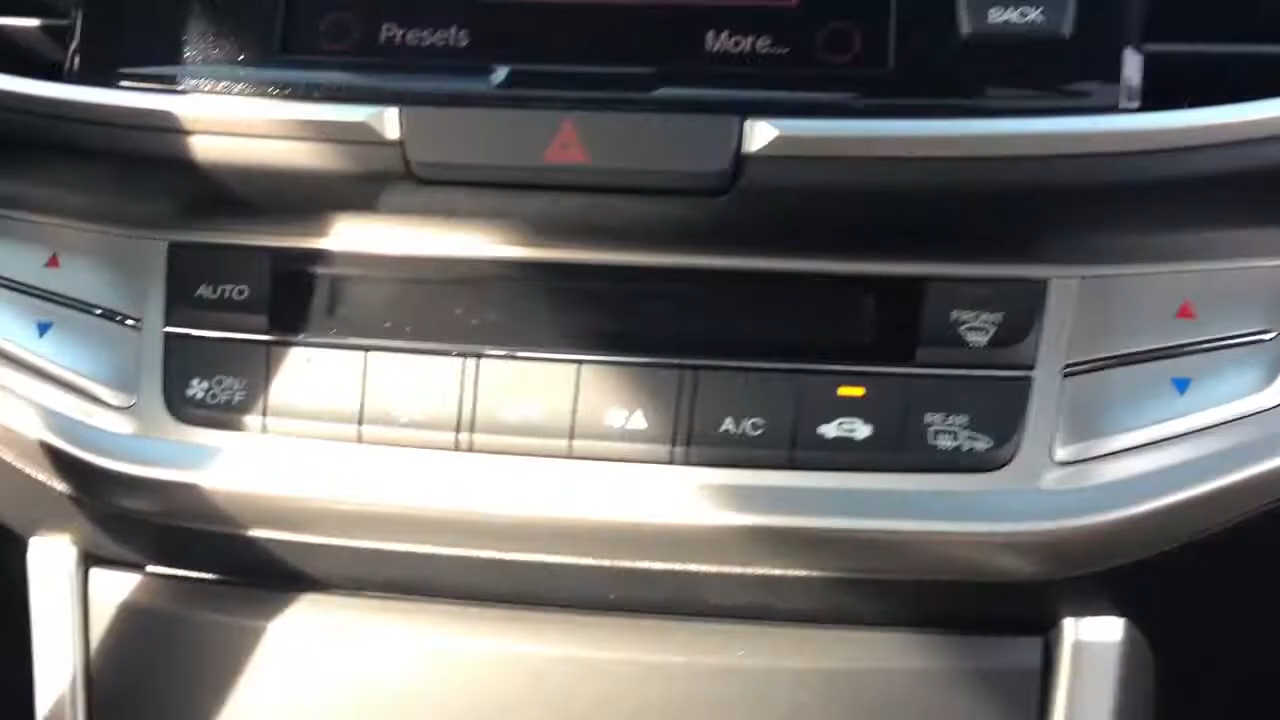 BACK
Presets
More...
AUTO
FRONT
ON/
OFF
A/C
REAR